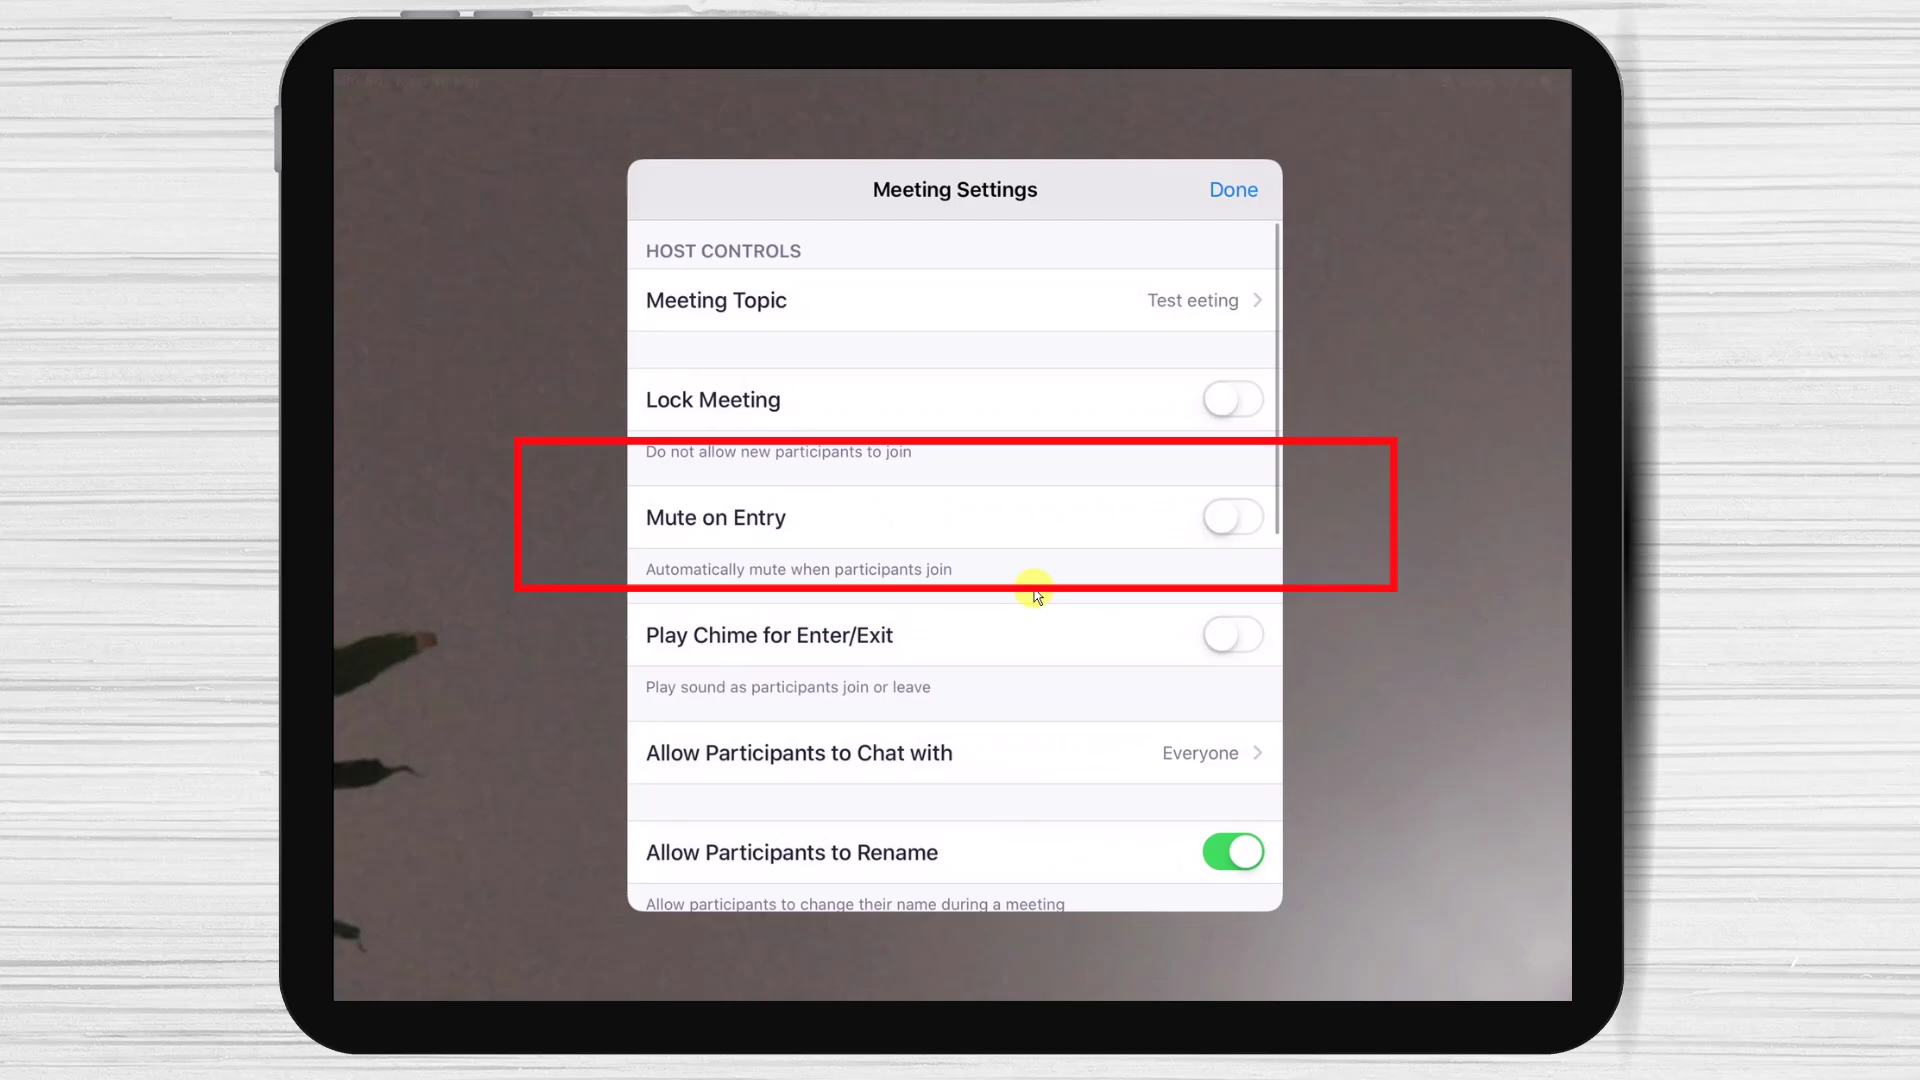 Meeting Settings
Done
HOST CONTROLS
Meeting Topic
Test eeting
Lock Meeting
Do not allow new participants to join
Mute on Entry
Automatically mute when participants join
Play Chime for Enter/Exit
Play sound as participants join or leave
Allow Participants to Chat with
Everyone
Allow Participants to Rename
Allow participants to change their name during a meeting